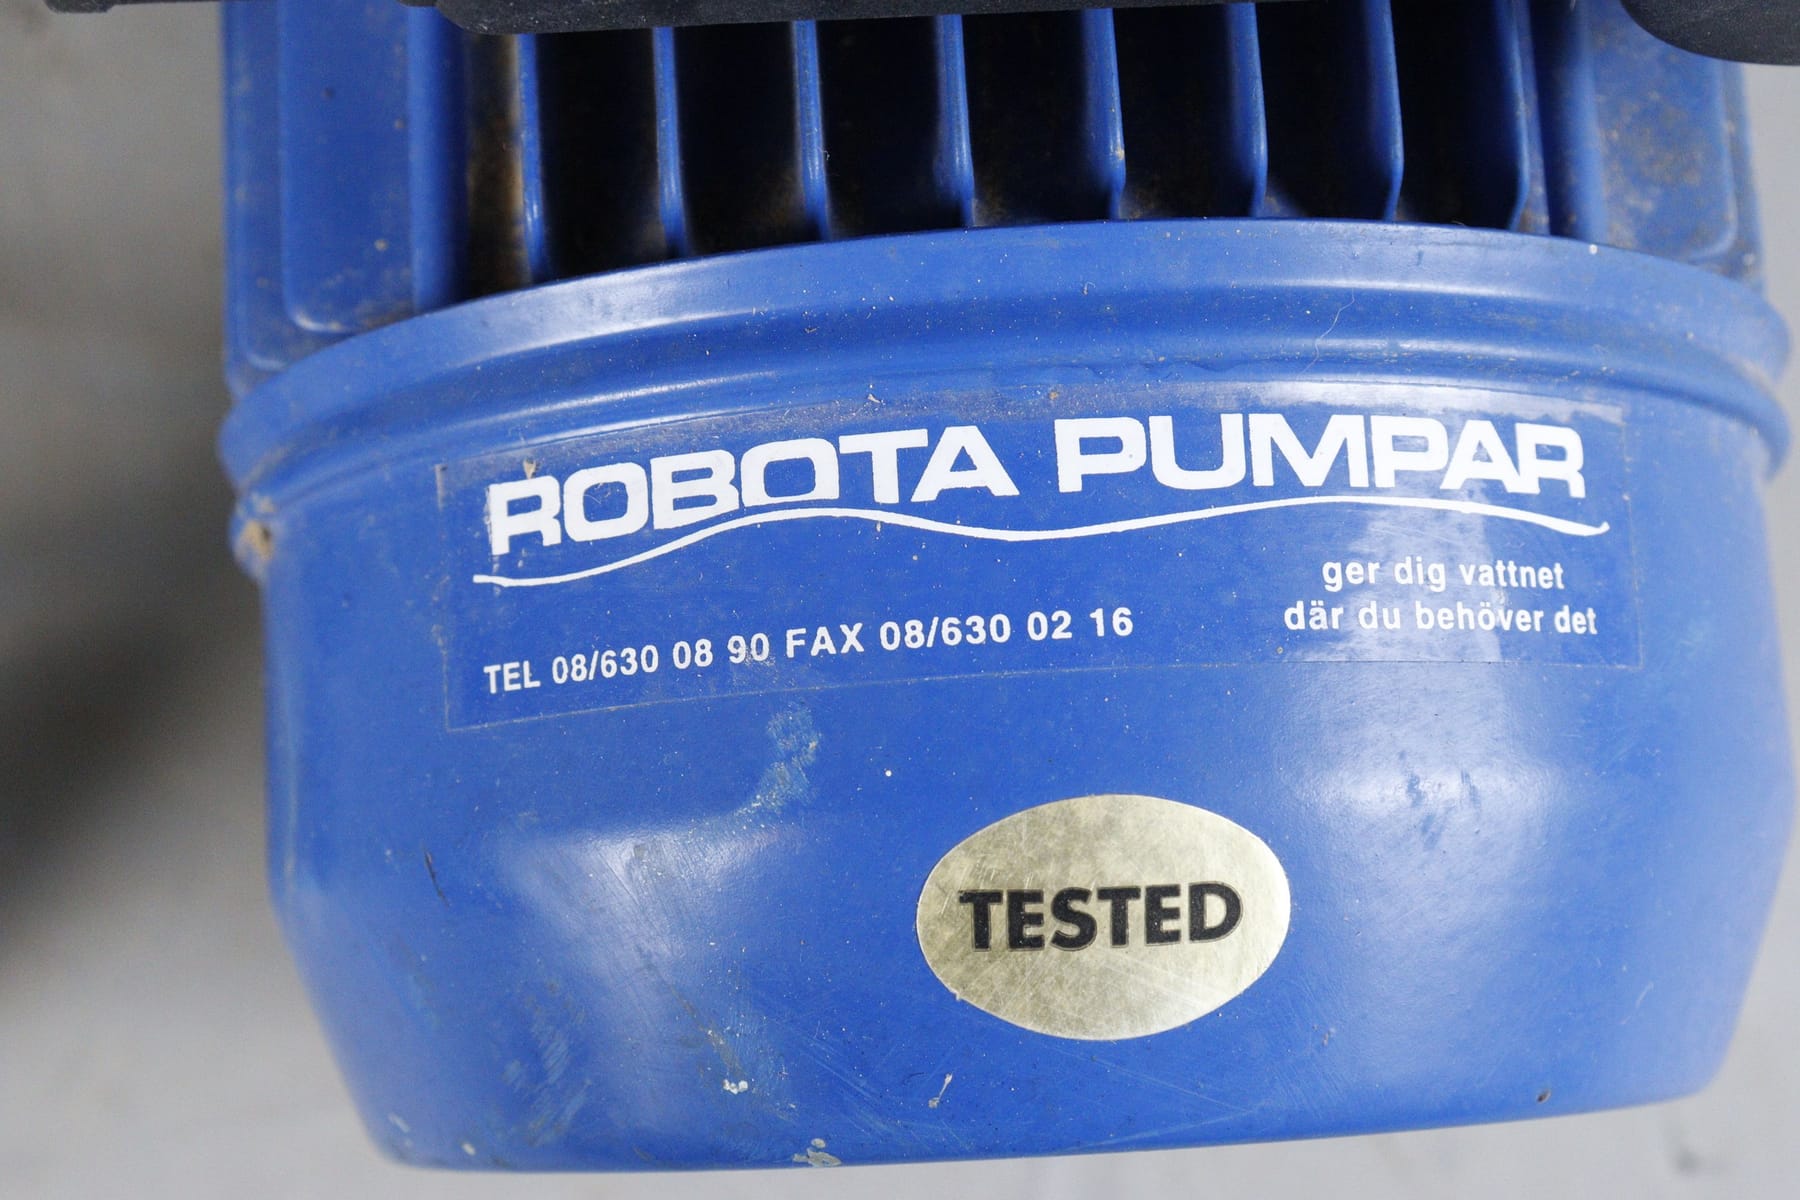 ROBOTA PUMPAR
ger dig vattnet
där du behöver det
TEL 08/630 08 90 FAX 08/630 02 16
TESTED